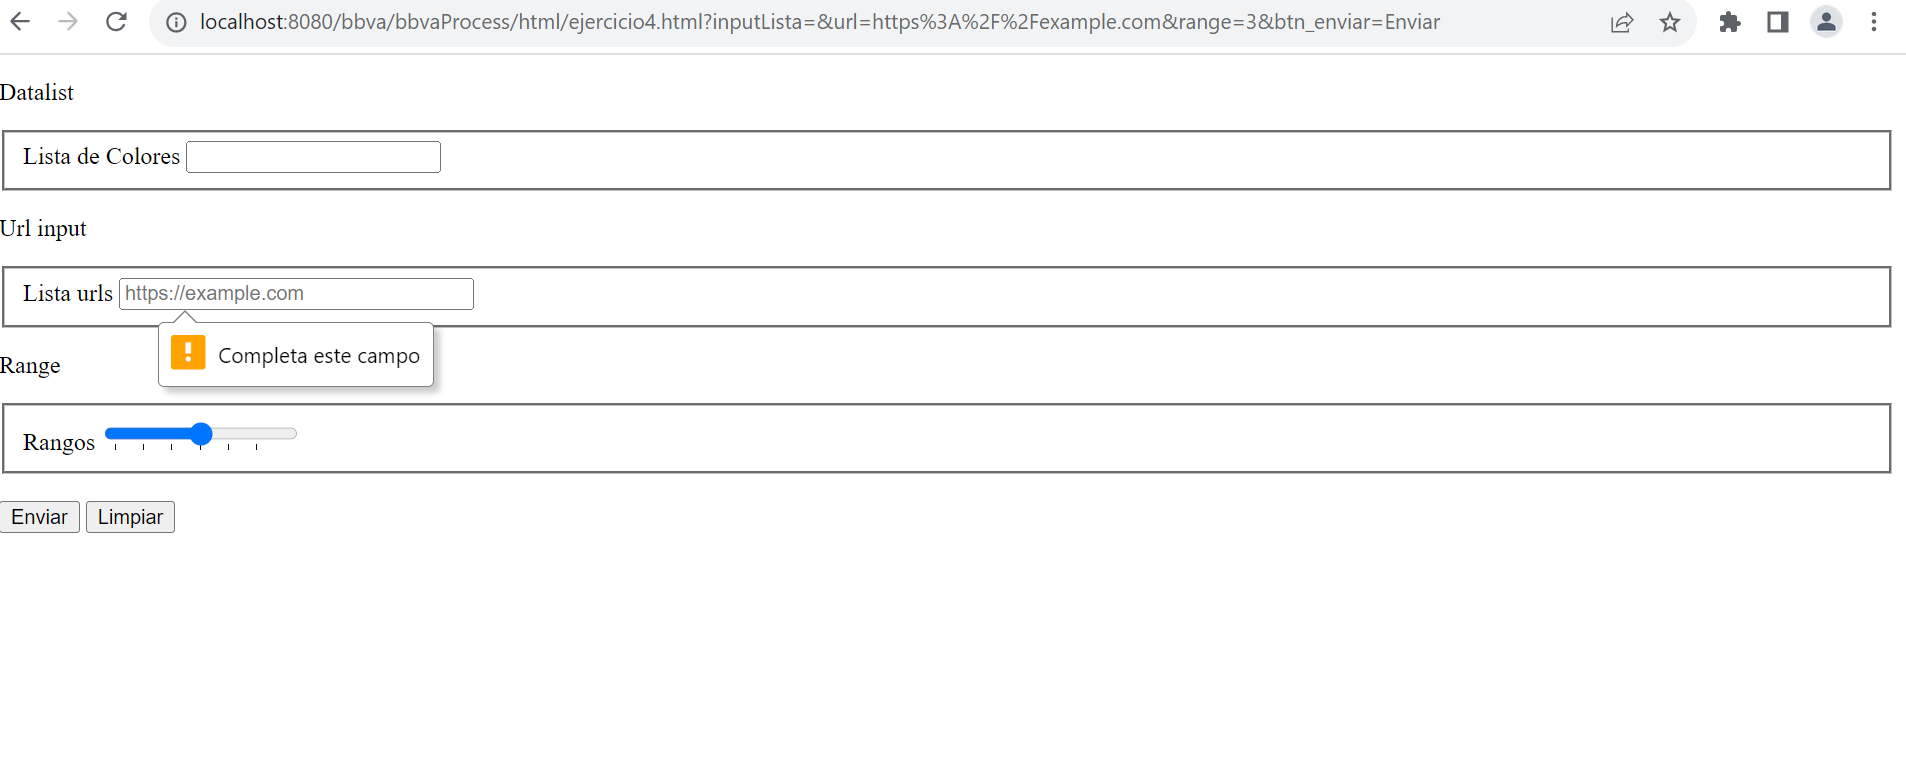 localhost:8080/bbva/bbvaProcess/html/ejercicio4.html?inputLista=&url=https%3A%2F%2Fexample.com&range=3&btn_enviar=Enviar
Datalist
Lista de Colores
Url input
Lista urls https://example.com
Completa este campo
Range
Rangos
Enviar Limpiar